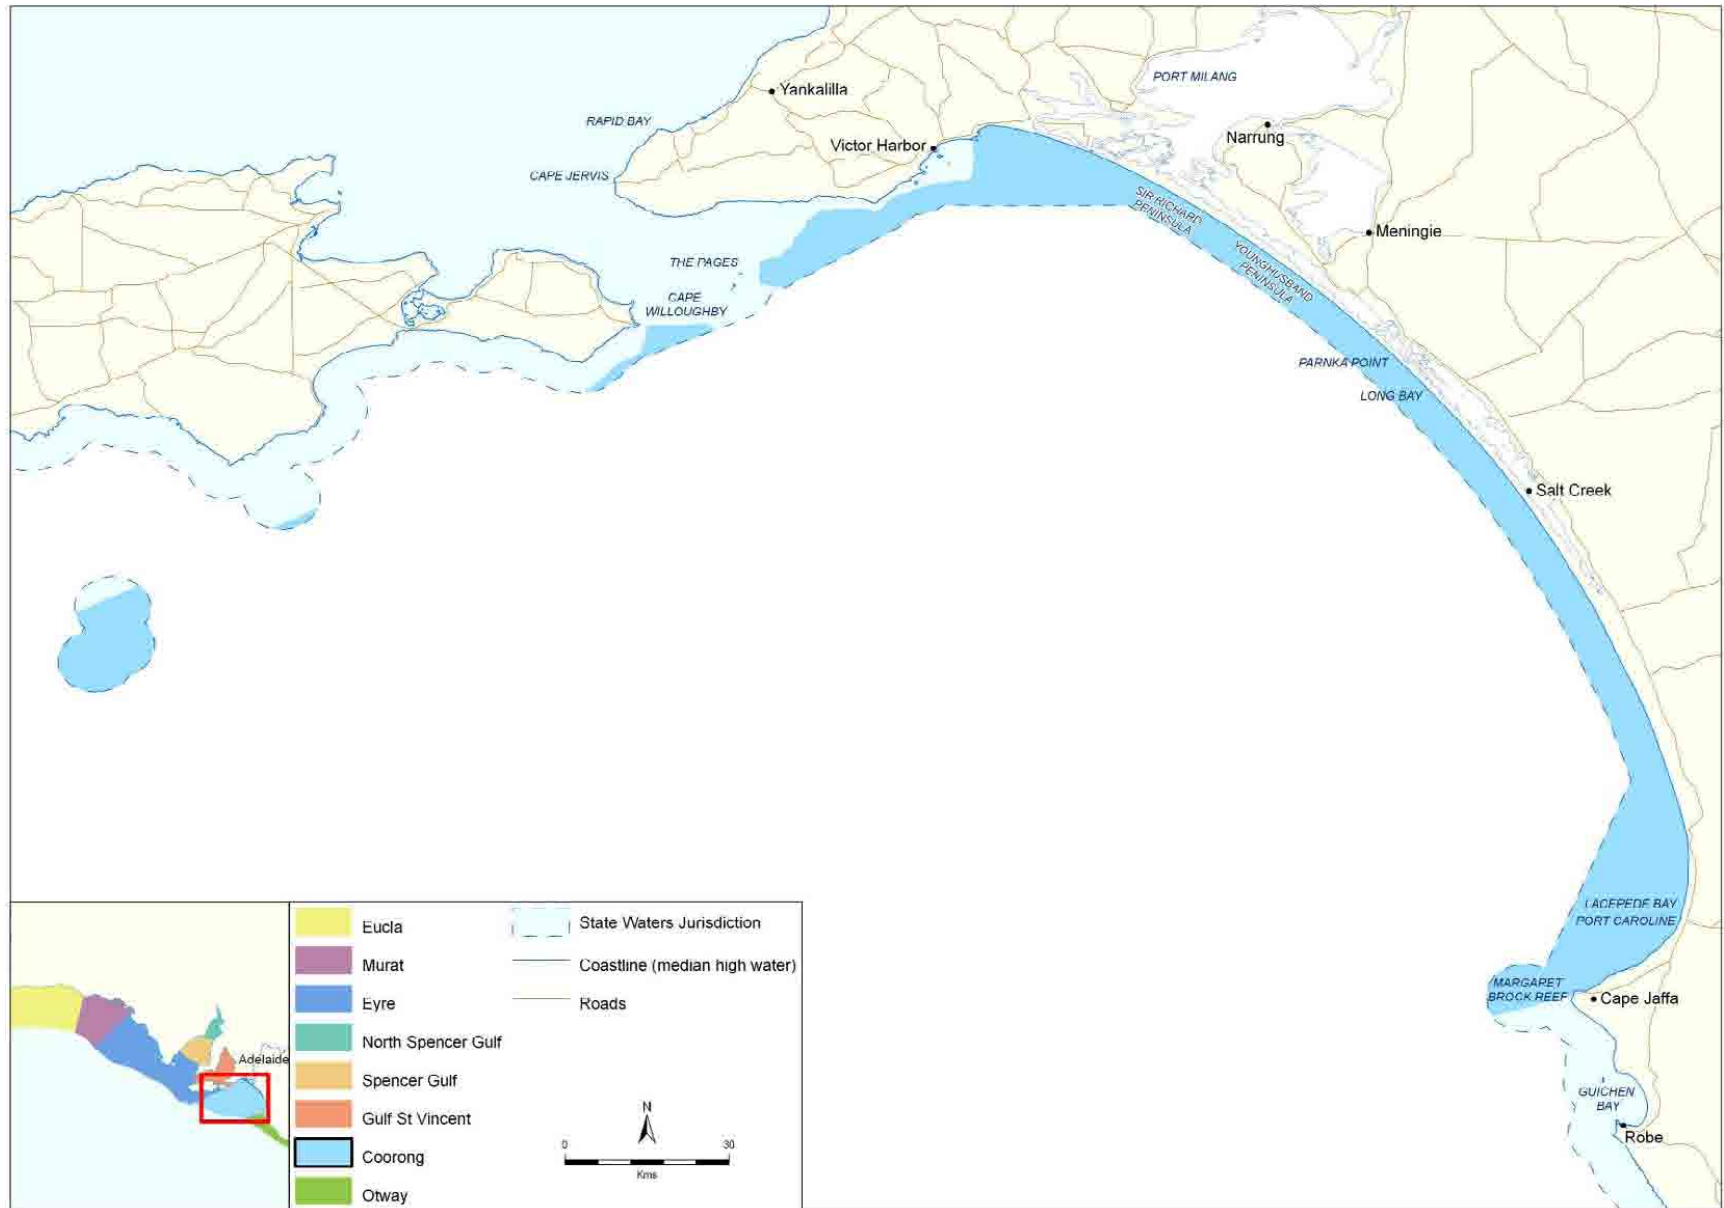 PORT MILANG
Yankalilla
RAPID BAY
Narrung
Victor Harbor
CAPE JERVIS
SIR RICHARD
PENINSULA
Meningie
YOUNGHUSBAND
PENINSULA
THE PAGES
CAPE
WILLOUGHBY
PARNKA POINT
LONG BAY
Salt Creek
LACEPEDE BAY
PORT CAROLINE
MARGARET
BROCK REEF
Cape Jaffa
GUICHEN
BAY
Robe
Adelaide
Eucla
Murat
Eyre
North Spencer Gulf
Spencer Gulf
Gulf St Vincent
Coorong
Otway
State Waters Jurisdiction
Coastline (median high water)
Roads
N
0 30
Kms